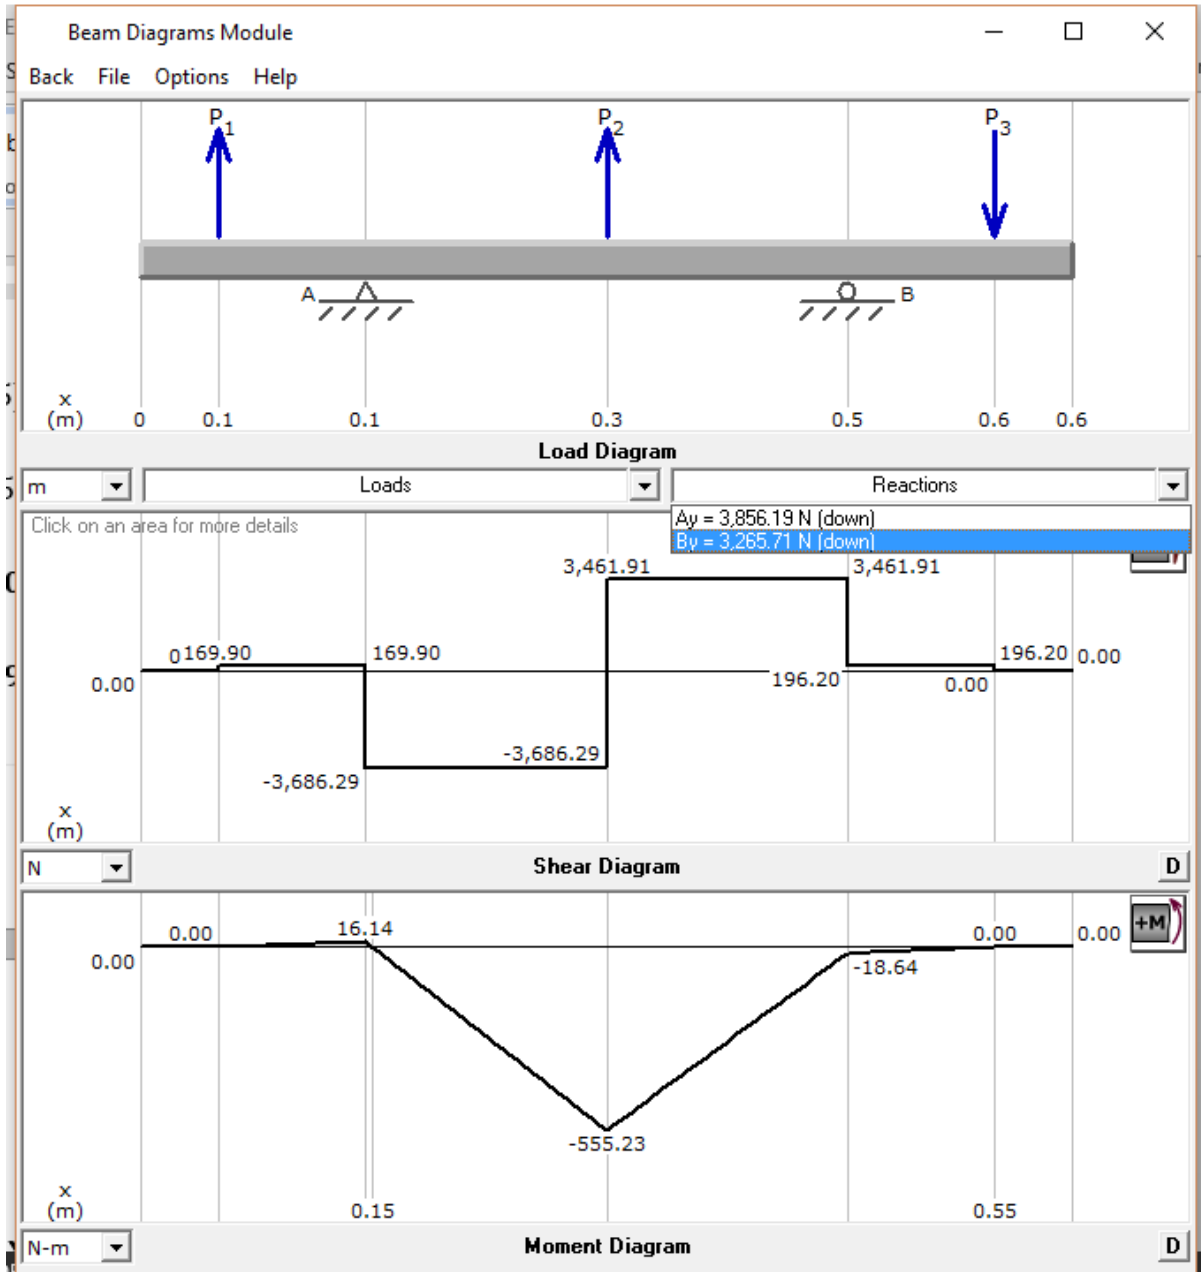 Beam Diagrams Module
Back File Options Help
P1 P2 P3
A B
x
(m) 0 0.1 0.1 0.3 0.5 0.6 0.6
Load Diagram
m Loads Reactions
Click on an area for more details
Ay = 3,856.19 N (down)
By = 3,265.71 N (down)
3,461.91 3,461.91
0 169.90 169.90 196.20 0.00
0.00 196.20 0.00
-3,686.29
-3,686.29
x
(m)
N Shear Diagram D
0.00 16.14 0.00 0.00 +M
0.00 -18.64
-555.23
x
(m) 0.15 0.55
N-m Moment Diagram D